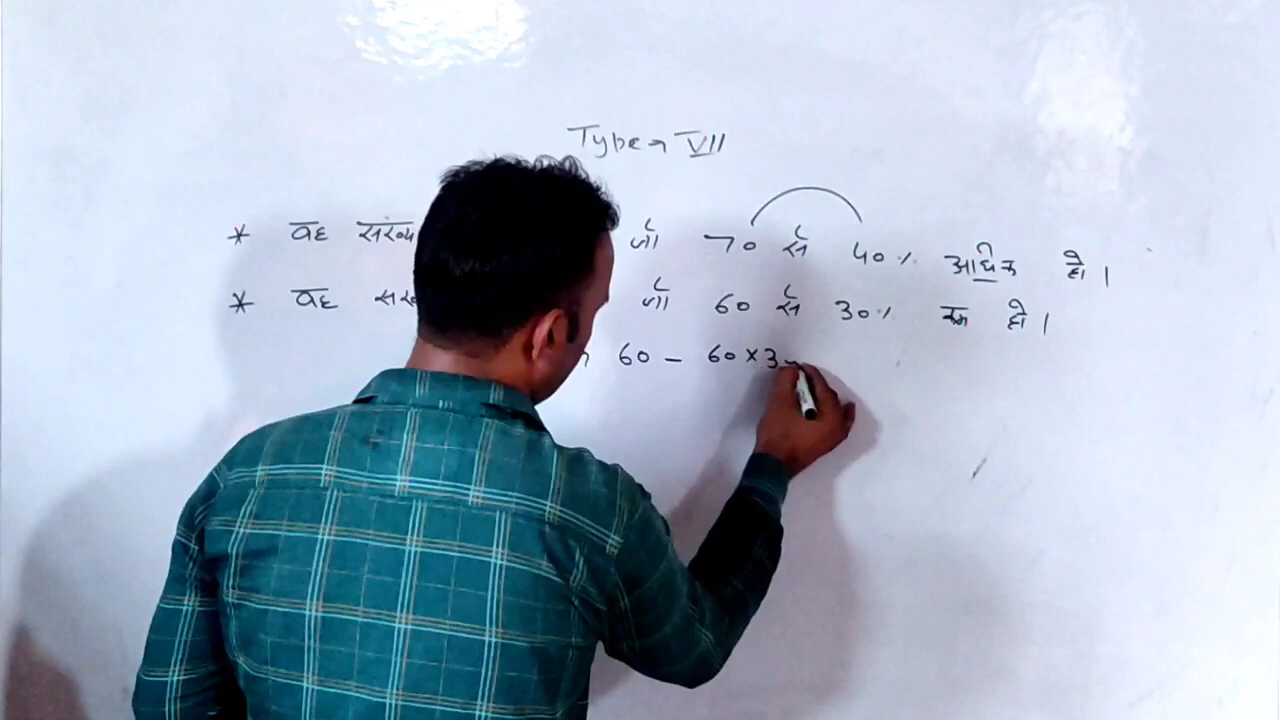 Type → VII
* वह जो 70 से 40% अधिक हो।
* वह जो 60 से 30% कम हो।
60 - 60×3